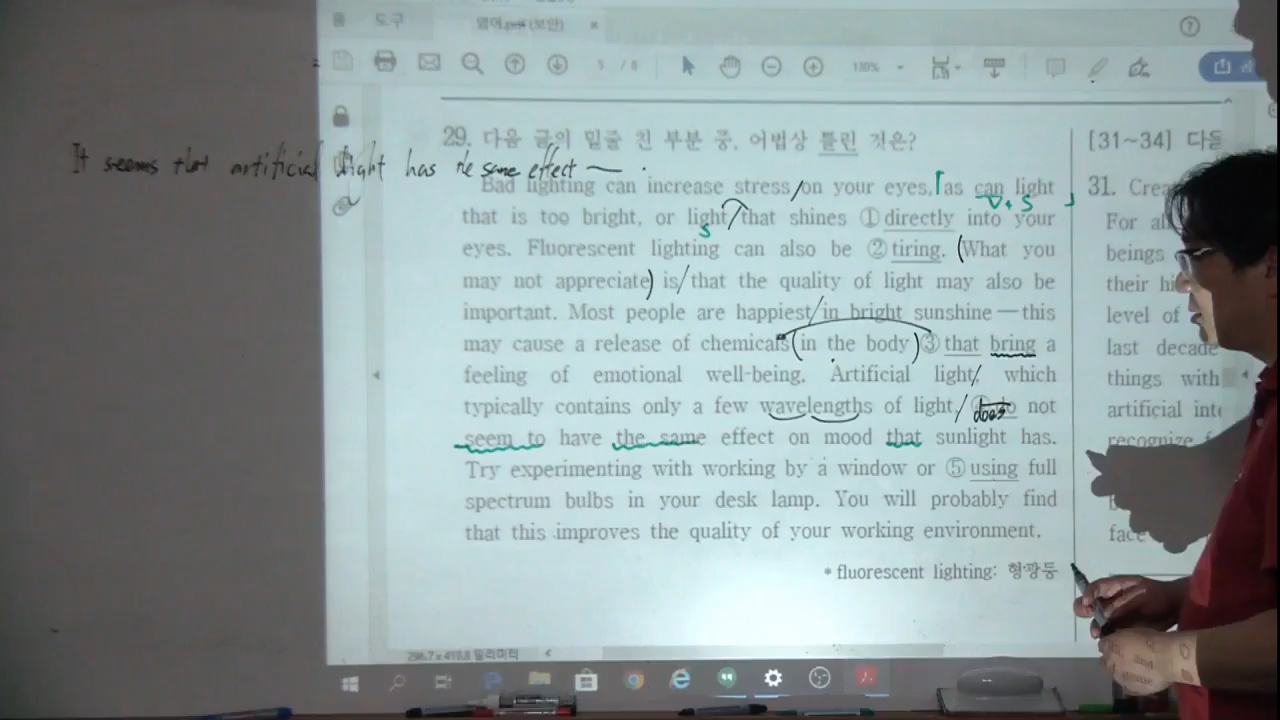 도구
130%
29. 다음 글의 밑줄 친 부분 중, 어법상 틀린 것은?
It seems that artificial light has the same effect ~ .
Bad lighting can increase stress/on your eyes, as can light
V+S
that is too bright, or light/that shines ① directly into your
S
eyes. Fluorescent lighting can also be ② tiring. (What you
may not appreciate) is/that the quality of light may also be
important. Most people are happiest/in bright sunshine — this
may cause a release of chemicals (in the body) ③ that bring a
feeling of emotional well-being. Artificial light/, which
typically contains only a few wavelengths of light/ does not
seem to have the same effect on mood that sunlight has.
Try experimenting with working by a window or ⑤ using full
spectrum bulbs in your desk lamp. You will probably find
that this improves the quality of your working environment.
* fluorescent lighting: 형광등
[31~34] 다음
31. Crea
For al
beings
their hi
level of
last decade
things with
artificial inte
recognize
face